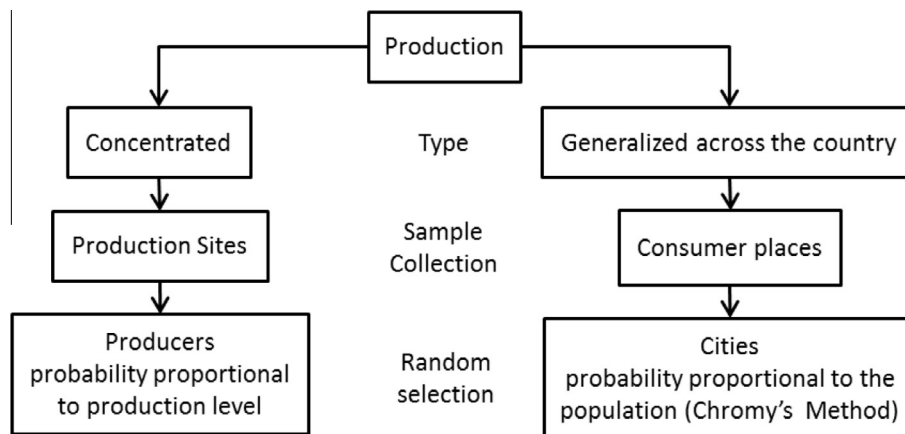 Production
Concentrated
Type
Generalized across the country
Production Sites
Sample
Collection
Consumer places
Producers
probability proportional
to production level
Random
selection
Cities
probability proportional to the
population (Chromy's Method)